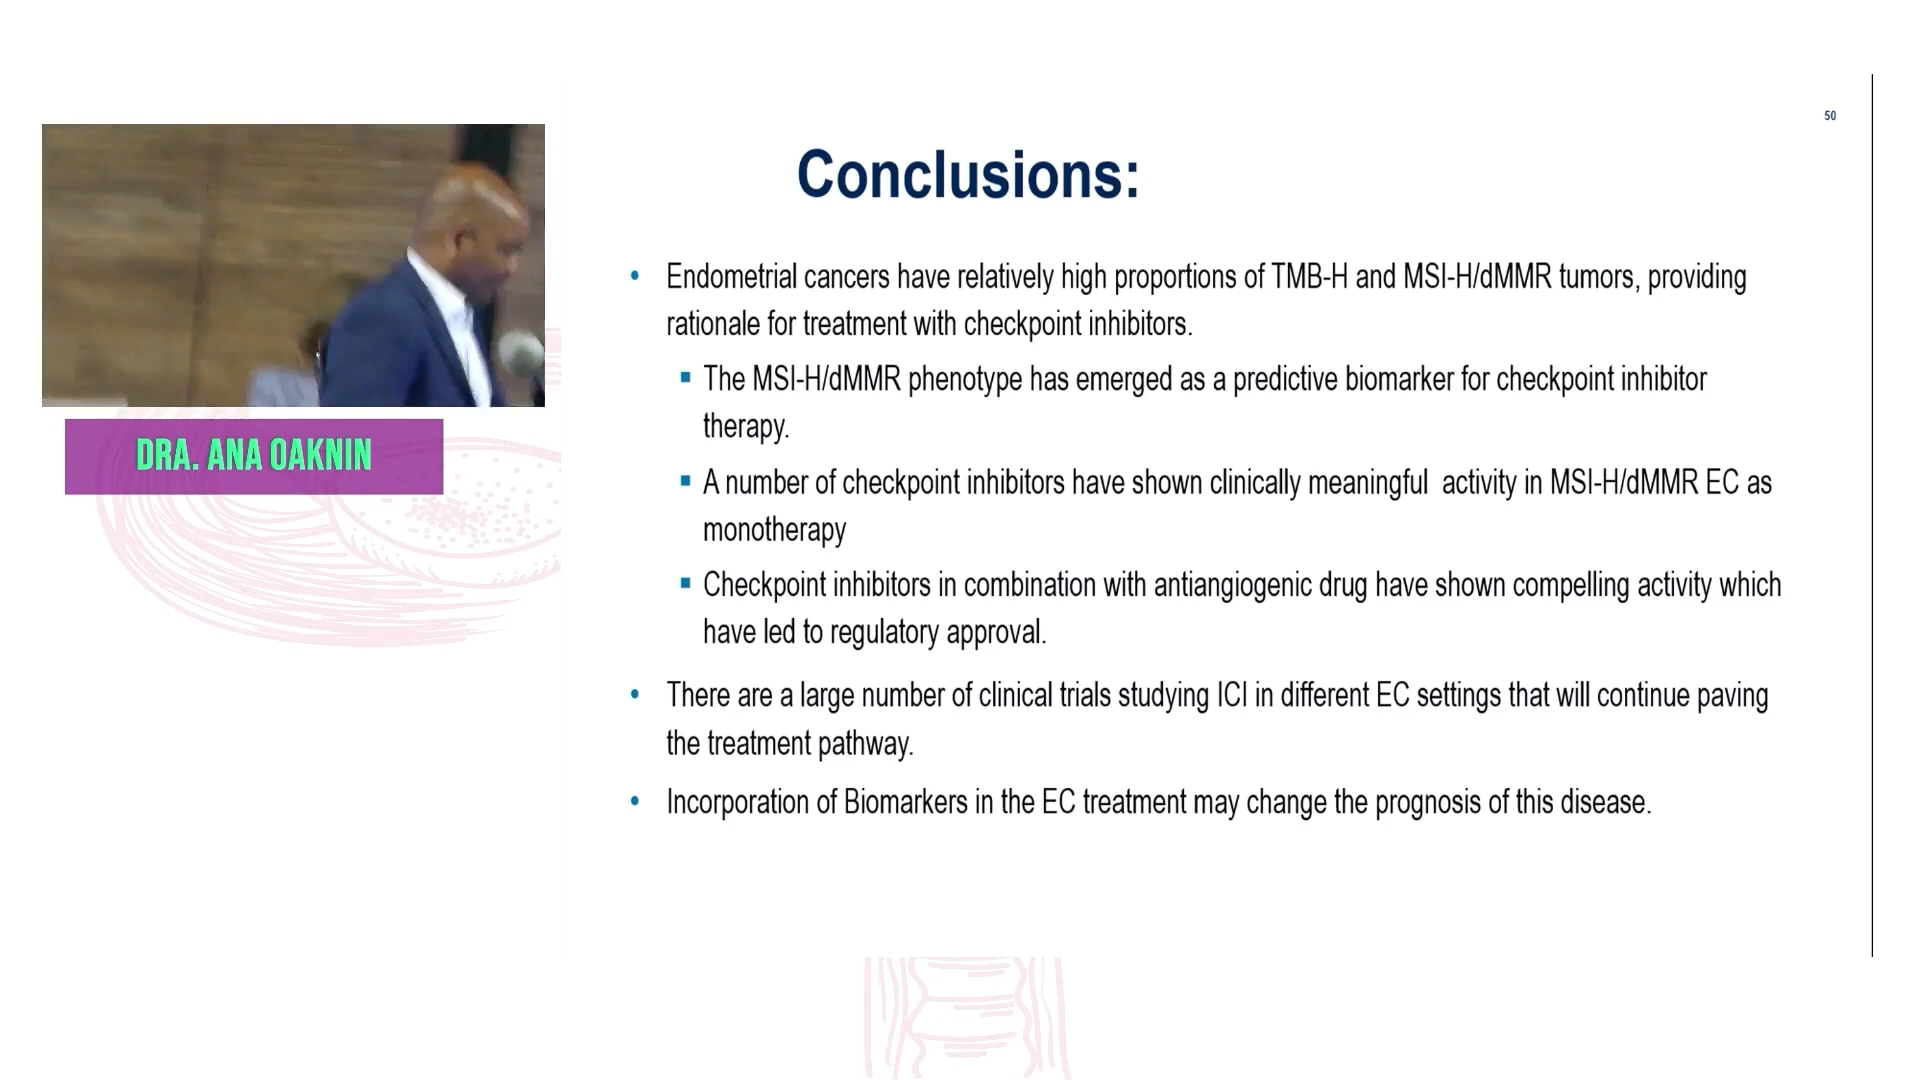 50
Conclusions:
• Endometrial cancers have relatively high proportions of TMB-H and MSI-H/dMMR tumors, providing
rationale for treatment with checkpoint inhibitors.
▪ The MSI-H/dMMR phenotype has emerged as a predictive biomarker for checkpoint inhibitor
therapy.
▪ A number of checkpoint inhibitors have shown clinically meaningful  activity in MSI-H/dMMR EC as
monotherapy
▪ Checkpoint inhibitors in combination with antiangiogenic drug have shown compelling activity which
have led to regulatory approval.
• There are a large number of clinical trials studying ICI in different EC settings that will continue paving
the treatment pathway.
• Incorporation of Biomarkers in the EC treatment may change the prognosis of this disease.
DRA. ANA OAKNIN